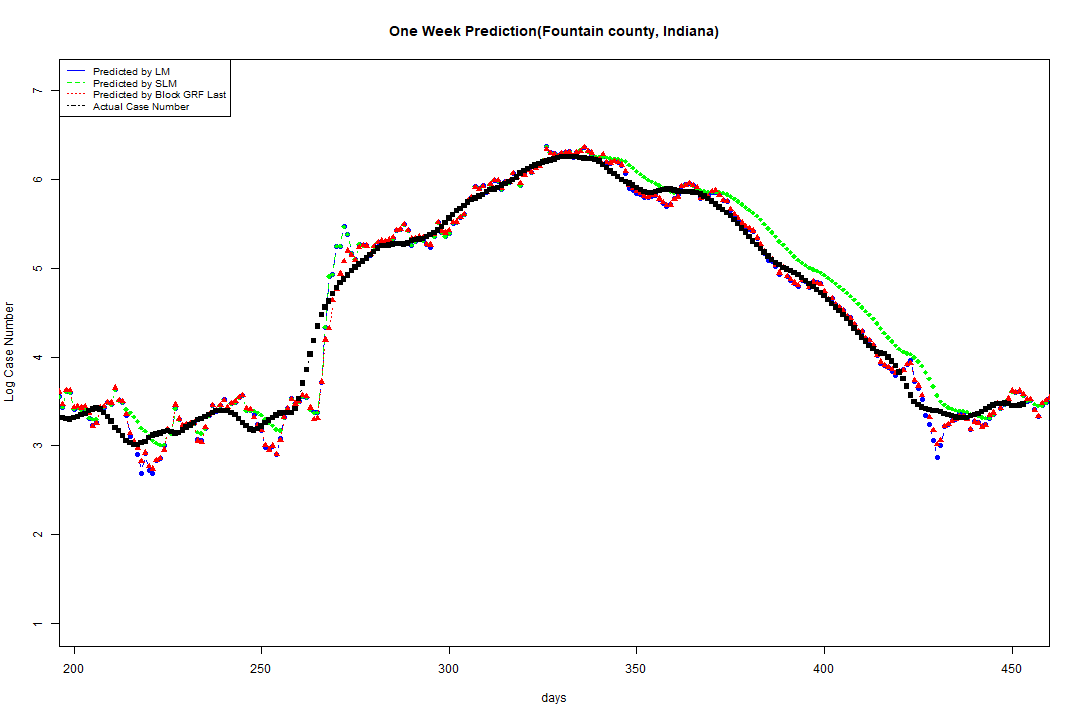 One Week Prediction(Fountain county, Indiana)
Predicted by LM
Predicted by SLM
Predicted by Block GRF Last
Actual Case Number
Log Case Number
7
6
5
4
3
2
1
200 250 300 350 400 450
days